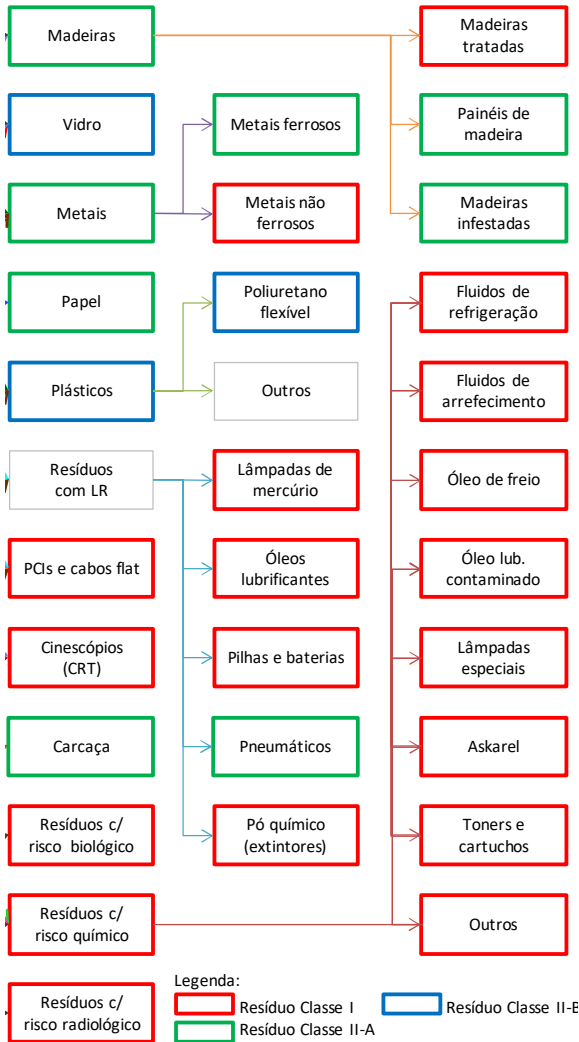 Madeiras
Madeiras
tratadas
Vidro
Metais ferrosos
Painéis de
madeira
Metais
Metais não
ferrosos
Madeiras
infestadas
Papel
Poliuretano
flexível
Fluidos de
refrigeração
Plásticos
Outros
Fluidos de
arrefecimento
Resíduos
com LR
Lâmpadas de
mercúrio
Óleo de freio
PCIs e cabos flat
Óleos
lubrificantes
Óleo lub.
contaminado
Cinescópios
(CRT)
Pilhas e baterias
Lâmpadas
especiais
Carcaça
Pneumáticos
Askarel
Resíduos c/
risco biológico
Pó químico
(extintores)
Toners e
cartuchos
Resíduos c/
risco químico
Outros
Resíduos c/
risco radiológico
Legenda:
Resíduo Classe I
Resíduo Classe II-B
Resíduo Classe II-A